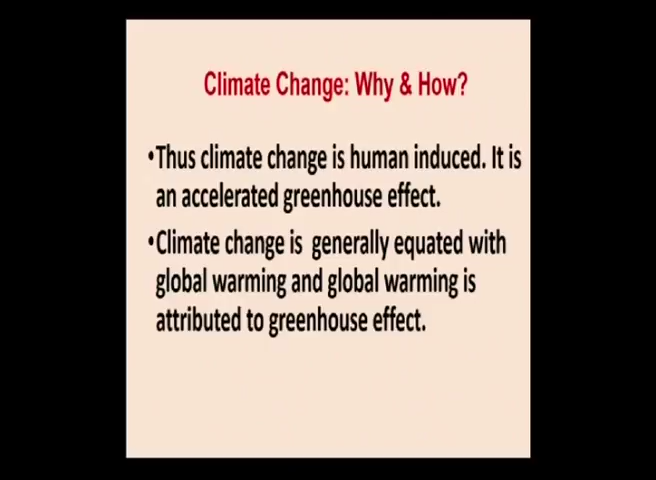 Climate Change: Why & How?
•Thus climate change is human induced. It is
an accelerated greenhouse effect.
•Climate change is generally equated with
global warming and global warming is
attributed to greenhouse effect.